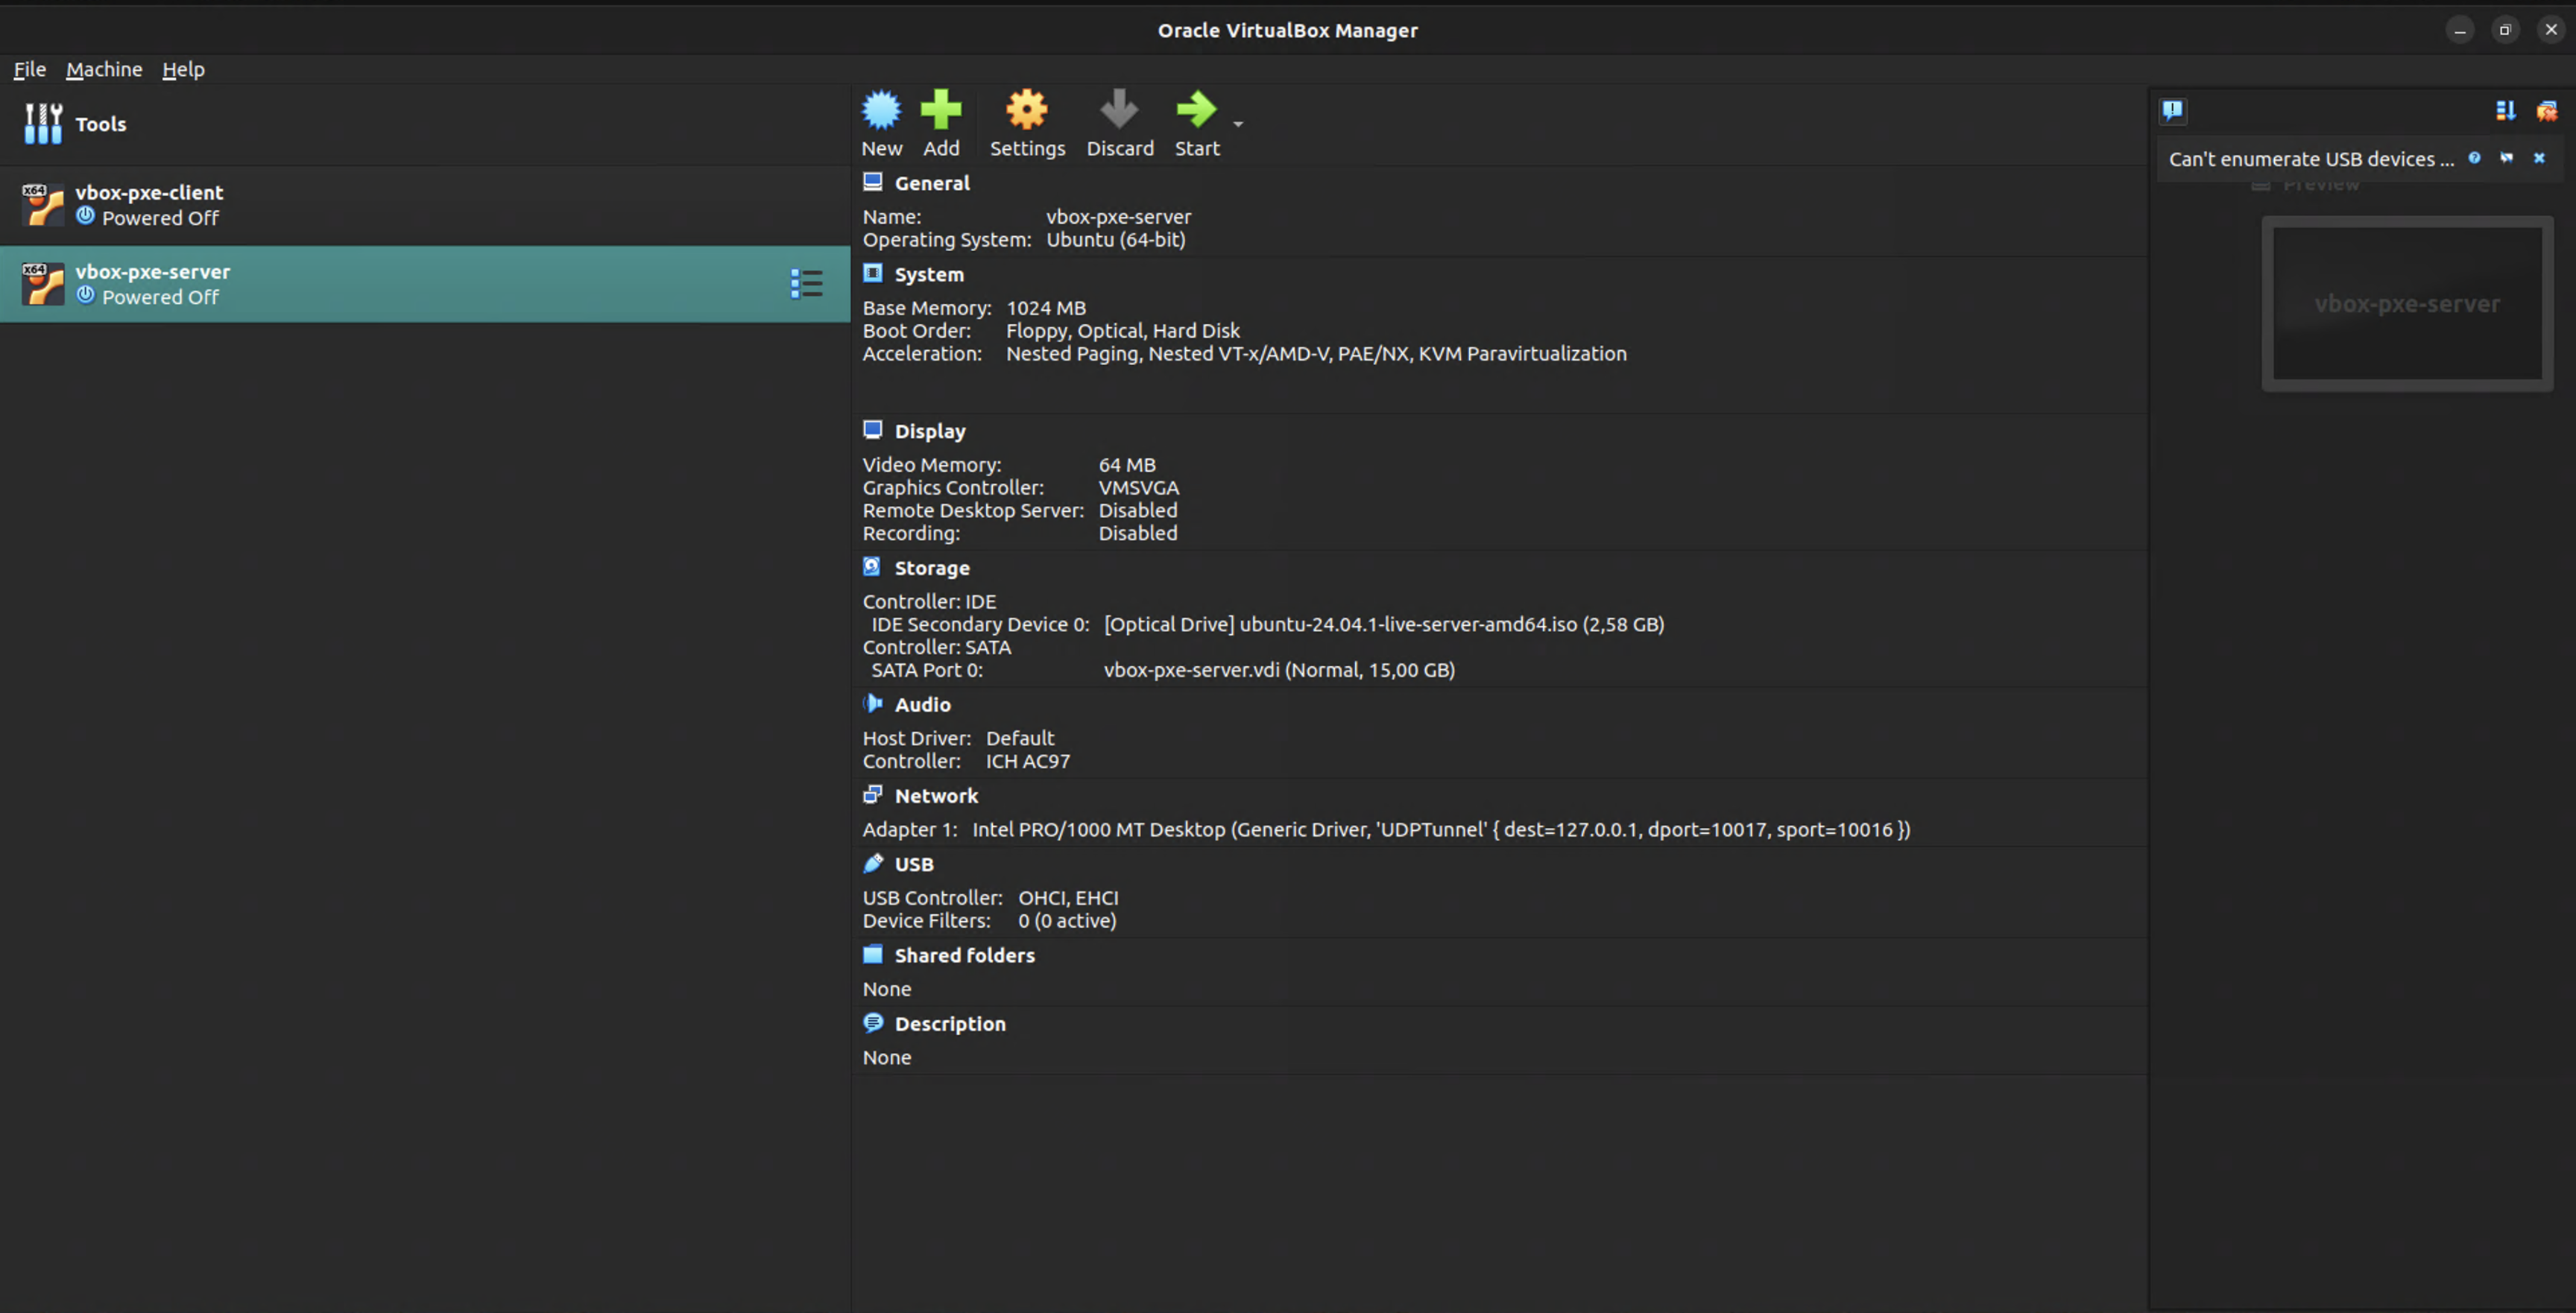 Oracle VirtualBox Manager
File Machine Help
Tools
x64
vbox-pxe-client
Powered Off
x64
vbox-pxe-server
Powered Off
New Add Settings Discard Start
General
Name: vbox-pxe-server
Operating System: Ubuntu (64-bit)
System
Base Memory: 1024 MB
Boot Order: Floppy, Optical, Hard Disk
Acceleration: Nested Paging, Nested VT-x/AMD-V, PAE/NX, KVM Paravirtualization
Display
Video Memory: 64 MB
Graphics Controller: VMSVGA
Remote Desktop Server: Disabled
Recording: Disabled
Storage
Controller: IDE
IDE Secondary Device 0: [Optical Drive] ubuntu-24.04.1-live-server-amd64.iso (2,58 GB)
Controller: SATA
SATA Port 0: vbox-pxe-server.vdi (Normal, 15,00 GB)
Audio
Host Driver: Default
Controller: ICH AC97
Network
Adapter 1: Intel PRO/1000 MT Desktop (Generic Driver, 'UDPTunnel' { dest=127.0.0.1, dport=10017, sport=10016 })
USB
USB Controller: OHCI, EHCI
Device Filters: 0 (0 active)
Shared folders
None
Description
None
Can't enumerate USB devices ...
Preview
vbox-pxe-server